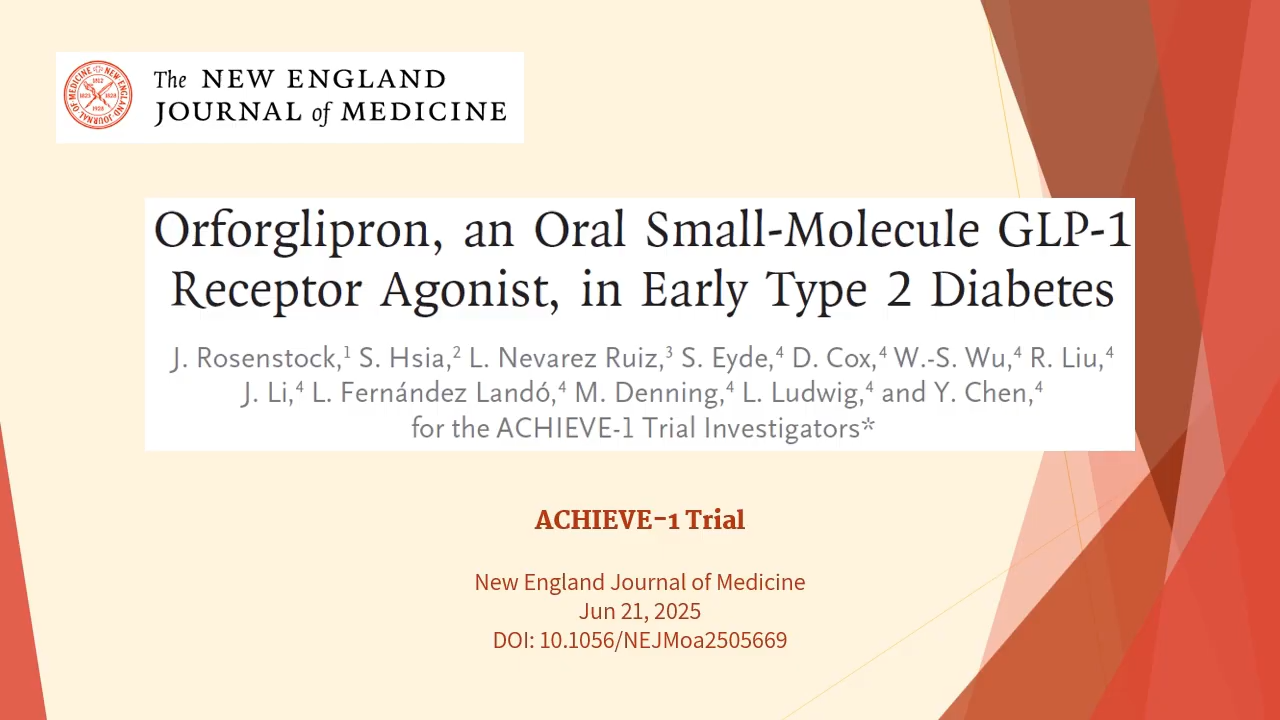 The NEW ENGLAND
JOURNAL of MEDICINE
Orforglipron, an Oral Small-Molecule GLP-1
Receptor Agonist, in Early Type 2 Diabetes
J. Rosenstock,¹ S. Hsia,² L. Nevarez Ruiz,³ S. Eyde,⁴ D. Cox,⁴ W.-S. Wu,⁴ R. Liu,⁴
J. Li,⁴ L. Fernández Landó,⁴ M. Denning,⁴ L. Ludwig,⁴ and Y. Chen,⁴
for the ACHIEVE-1 Trial Investigators*
ACHIEVE-1 Trial
New England Journal of Medicine
Jun 21, 2025
DOI: 10.1056/NEJMoa2505669